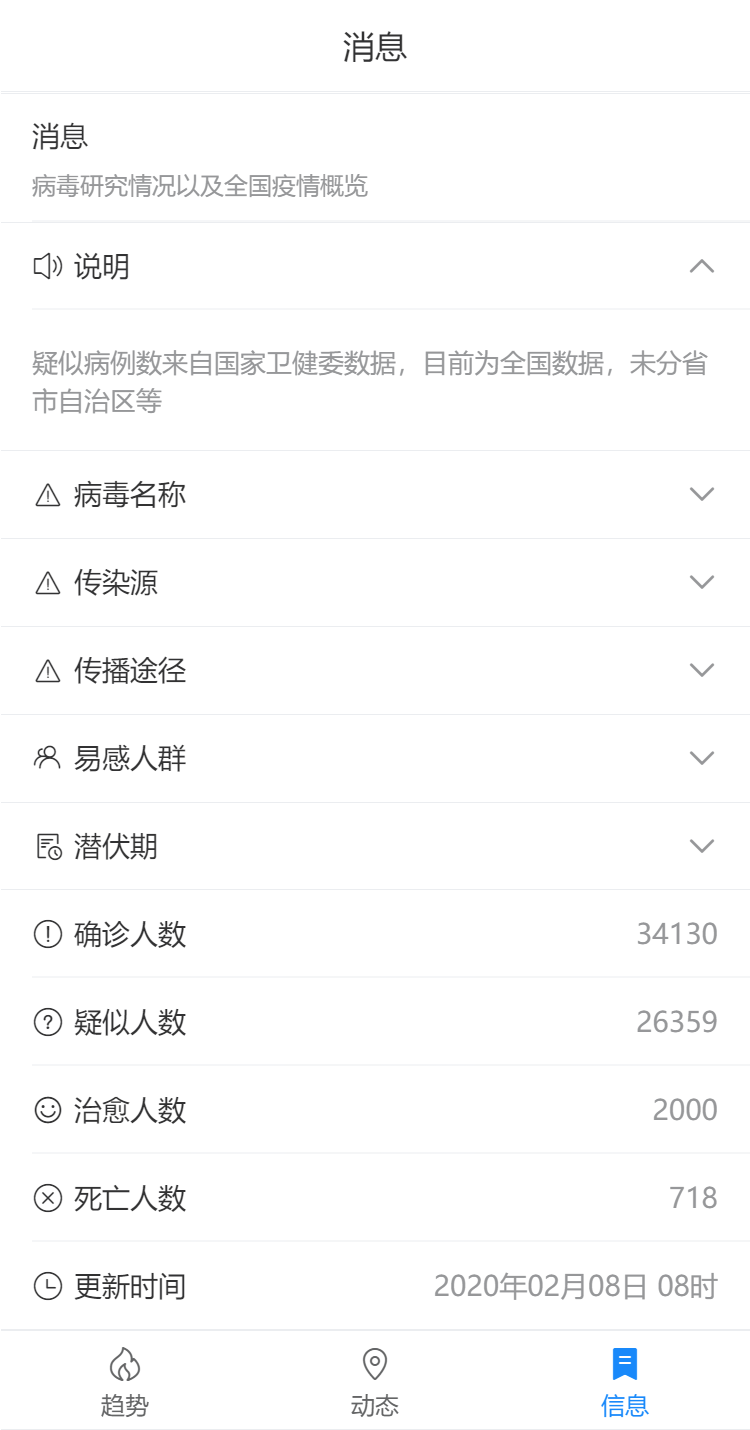 消息
消息
病毒研究情况以及全国疫情概览
说明
疑似病例数来自国家卫健委数据，目前为全国数据，未分省
市自治区等
病毒名称
传染源
传播途径
易感人群
潜伏期
确诊人数 34130
疑似人数 26359
治愈人数 2000
死亡人数 718
更新时间 2020年02月08日 08时
趋势 动态 信息